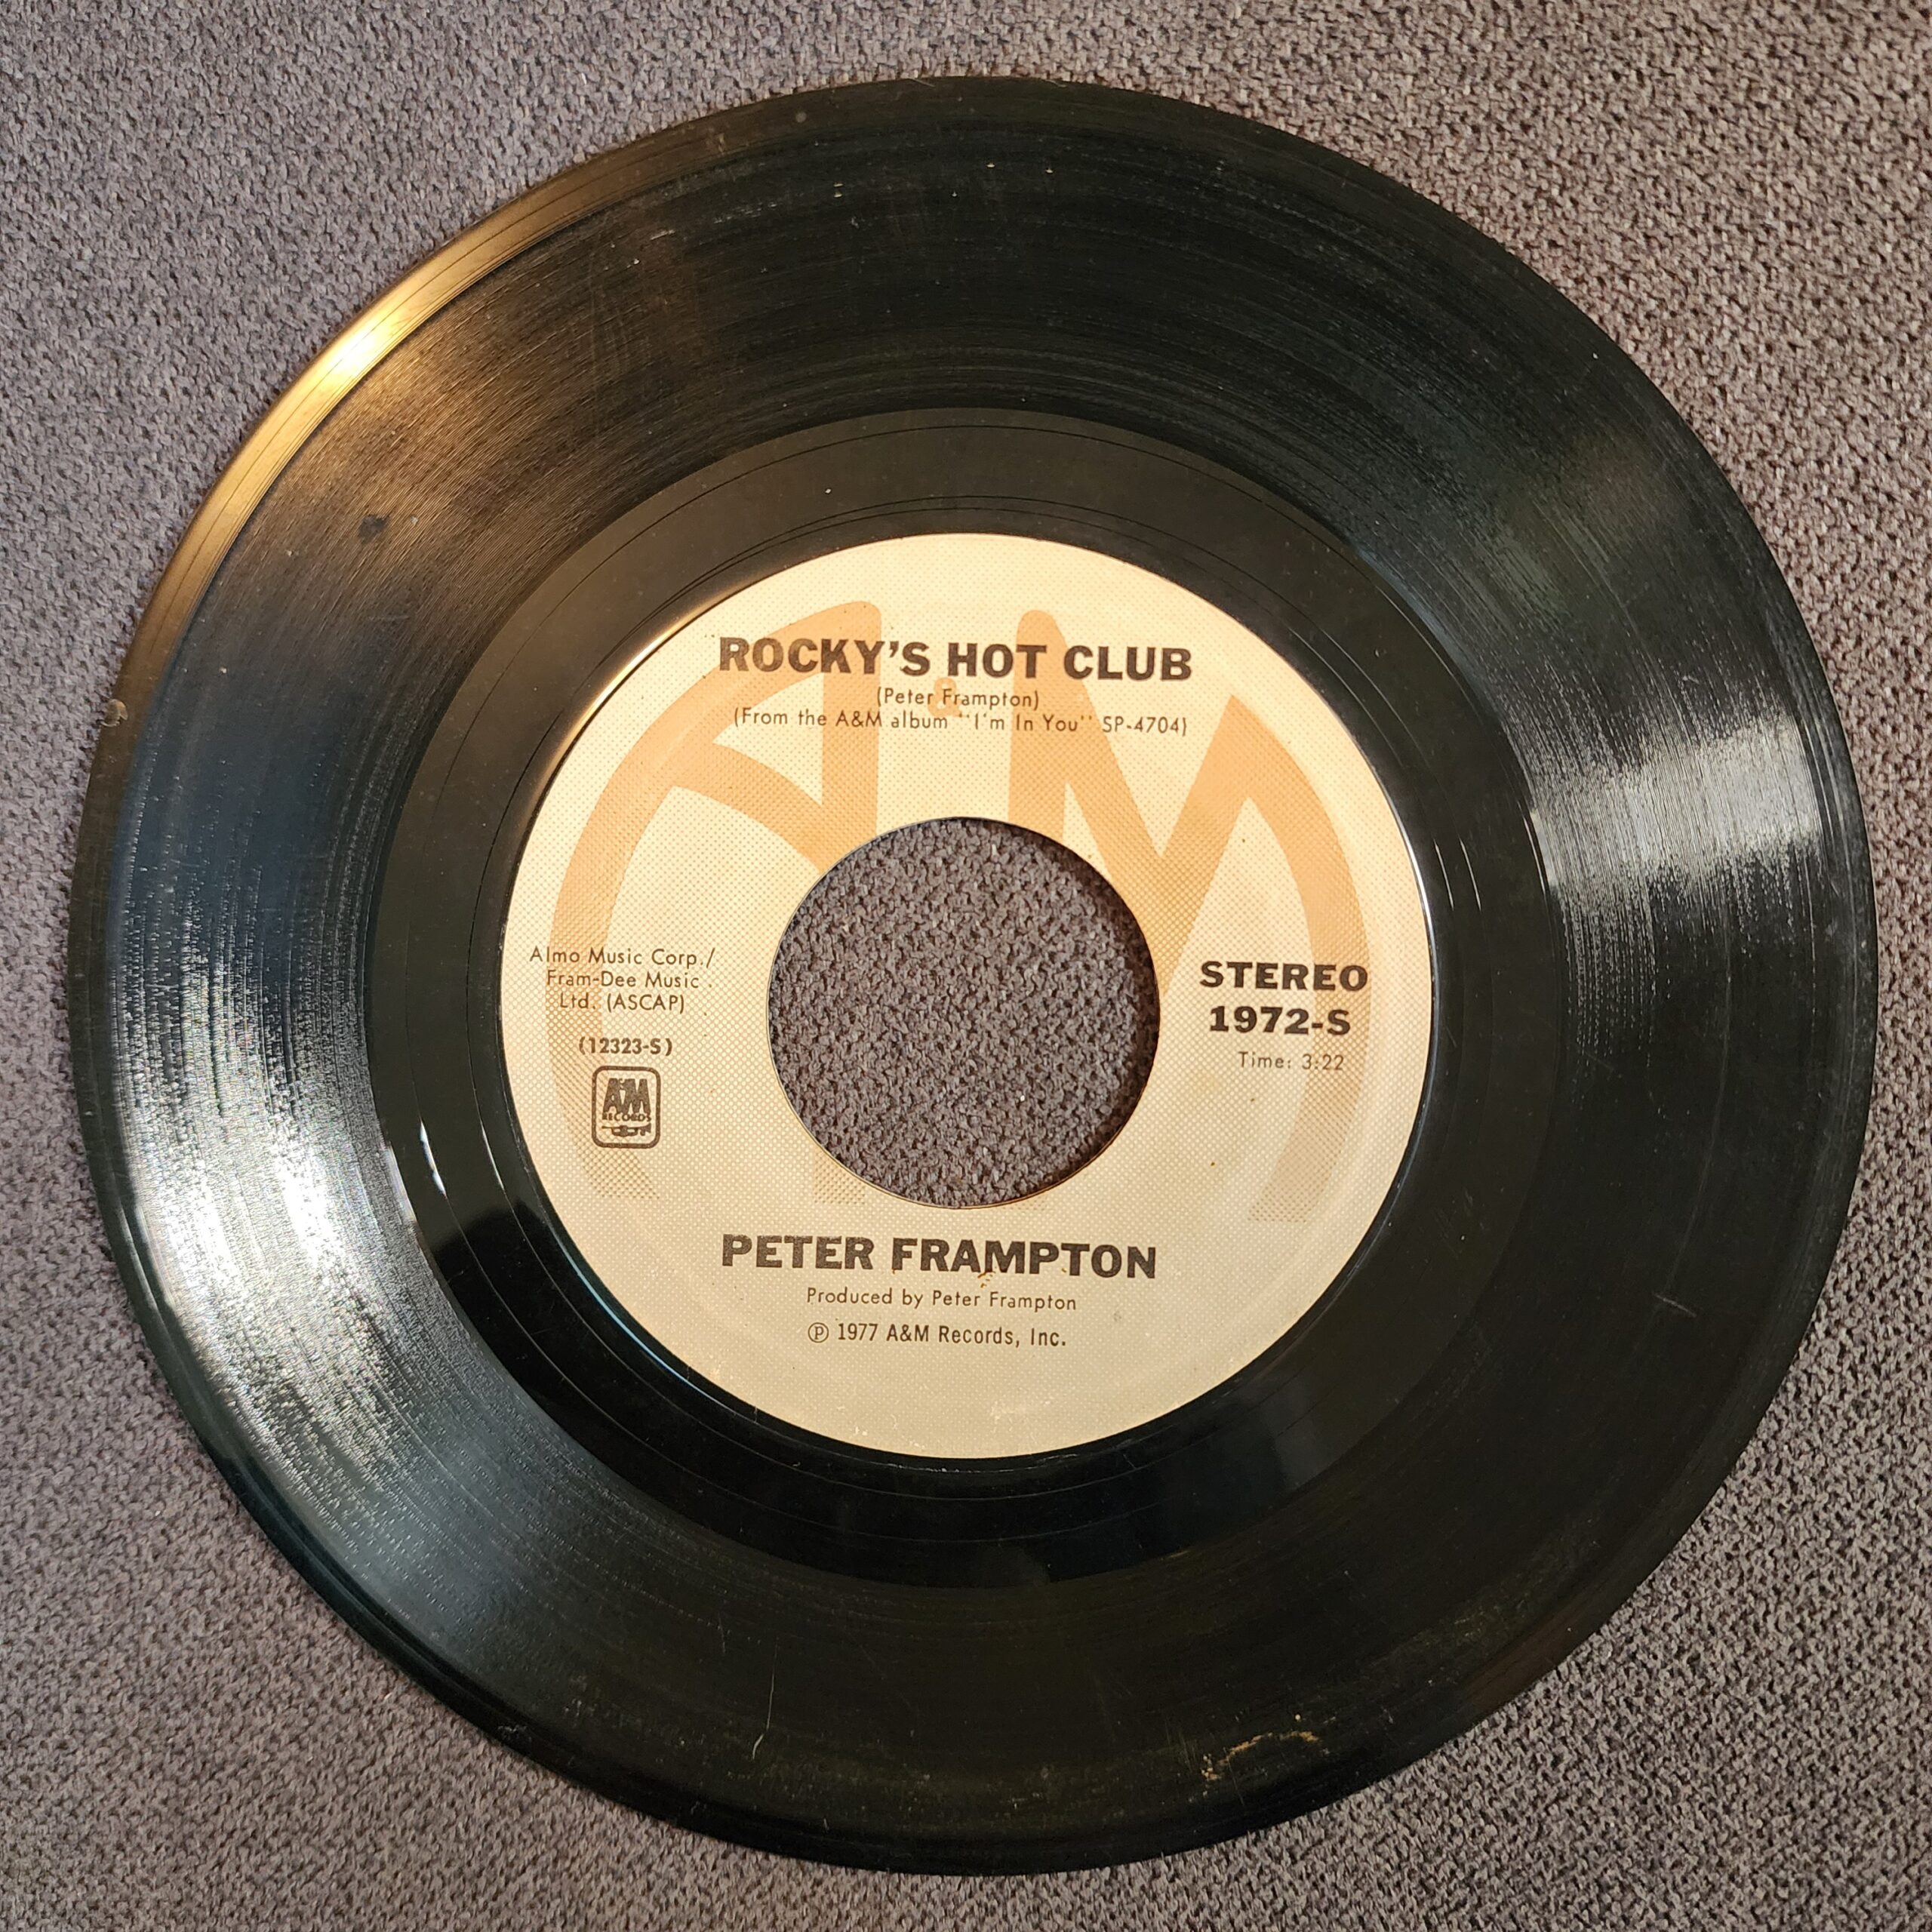 A&M
ROCKY'S HOT CLUB
(Peter Frampton)
(From the A&M album "I'm In You" SP-4704)
Almo Music Corp./
Fram-Dee Music
Ltd. (ASCAP)
(12323-S)
A&M
RECORDS
STEREO
1972-S
Time: 3:22
PETER FRAMPTON
Produced by Peter Frampton
Ⓟ 1977 A&M Records, Inc.